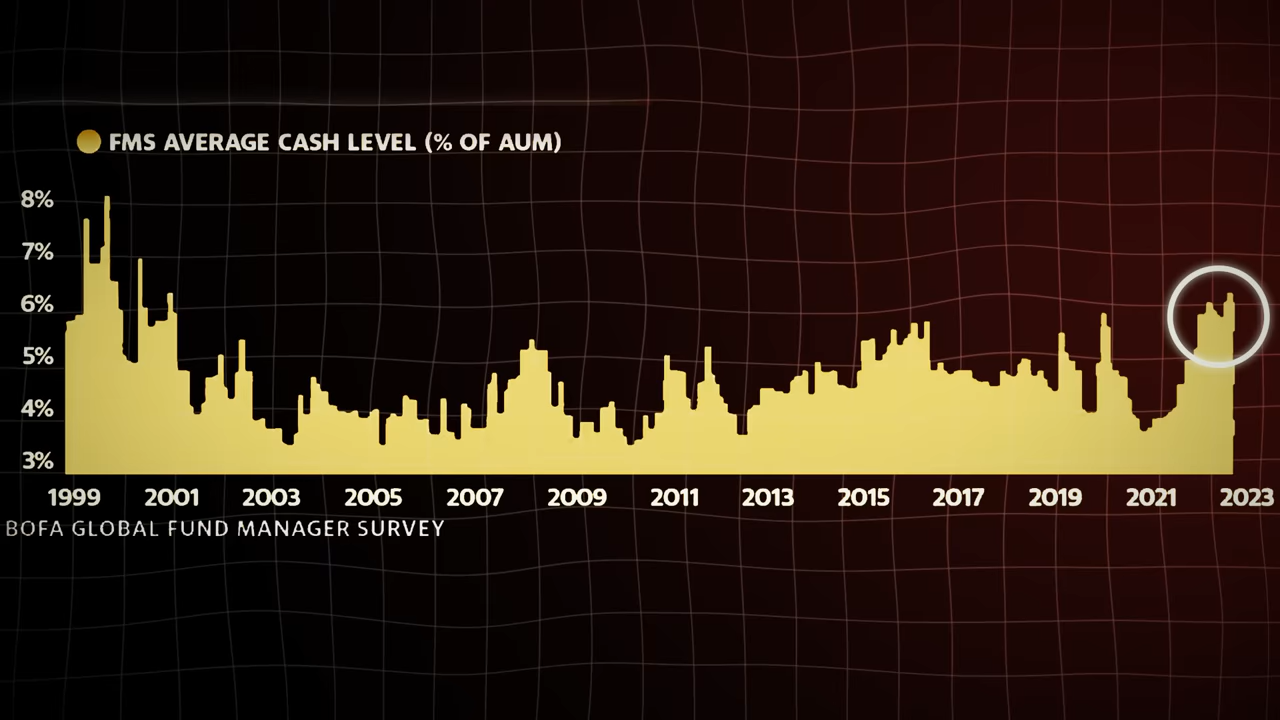 FMS AVERAGE CASH LEVEL (% OF AUM)
8%
7%
6%
5%
4%
3%
1999 2001 2003 2005 2007 2009 2011 2013 2015 2017 2019 2021 2023
BOFA GLOBAL FUND MANAGER SURVEY